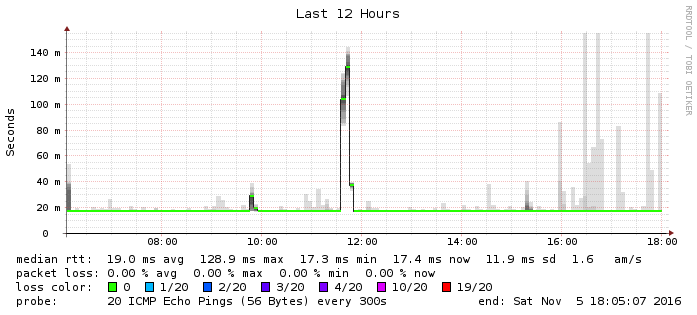 Last 12 Hours
RRDTOOL / TOBI OETIKER
Seconds
140 m
120 m
100 m
80 m
60 m
40 m
20 m
0
08:00 10:00 12:00 14:00 16:00 18:00
median rtt: 19.0 ms avg 128.9 ms max 17.3 ms min 17.4 ms now 11.9 ms sd 1.6 am/s
packet loss: 0.00 % avg 0.00 % max 0.00 % min 0.00 % now
loss color: 0 1/20 2/20 3/20 4/20 10/20 19/20
probe: 20 ICMP Echo Pings (56 Bytes) every 300s end: Sat Nov 5 18:05:07 2016